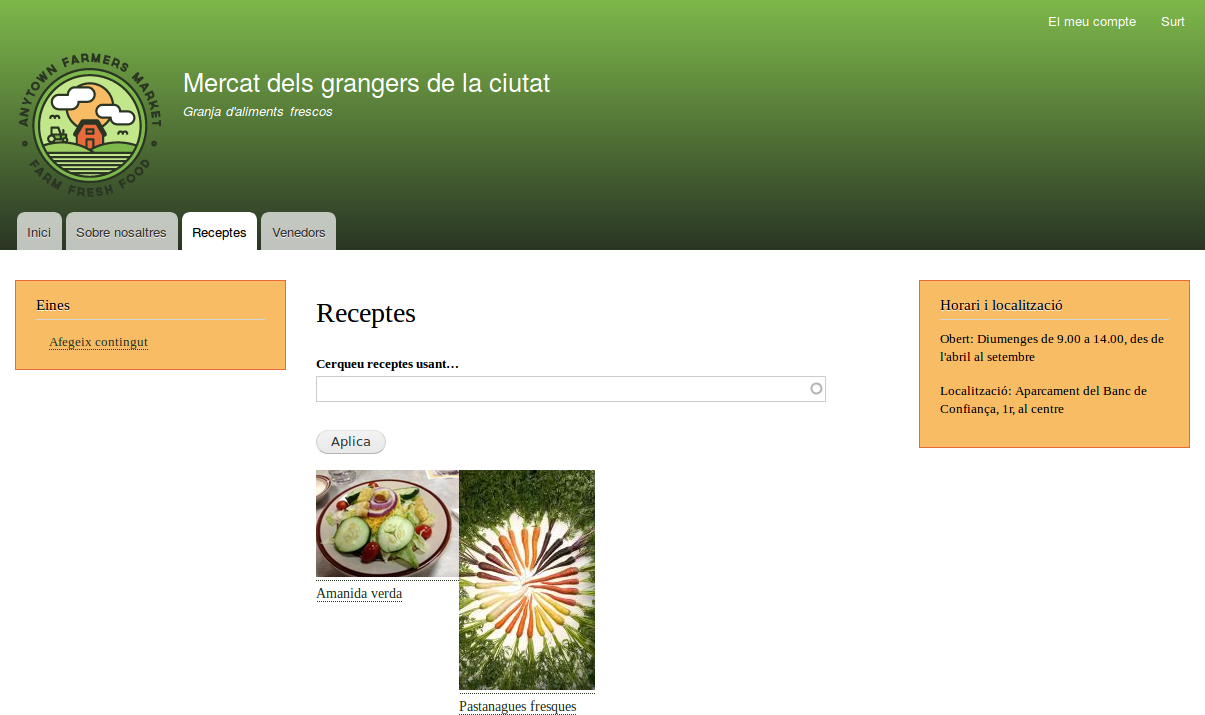 El meu compte Surt
ANYTOWN FARMERS MARKET
FARM FRESH FOOD
Mercat dels grangers de la ciutat
Granja d'aliments frescos
Inici Sobre nosaltres Receptes Venedors
Eines
Afegeix contingut
Receptes
Cerqueu receptes usant…
Aplica
Amanida verda
Pastanagues fresques
Horari i localització
Obert: Diumenges de 9.00 a 14.00, des de
l'abril al setembre
Localització: Aparcament del Banc de
Confiança, 1r, al centre